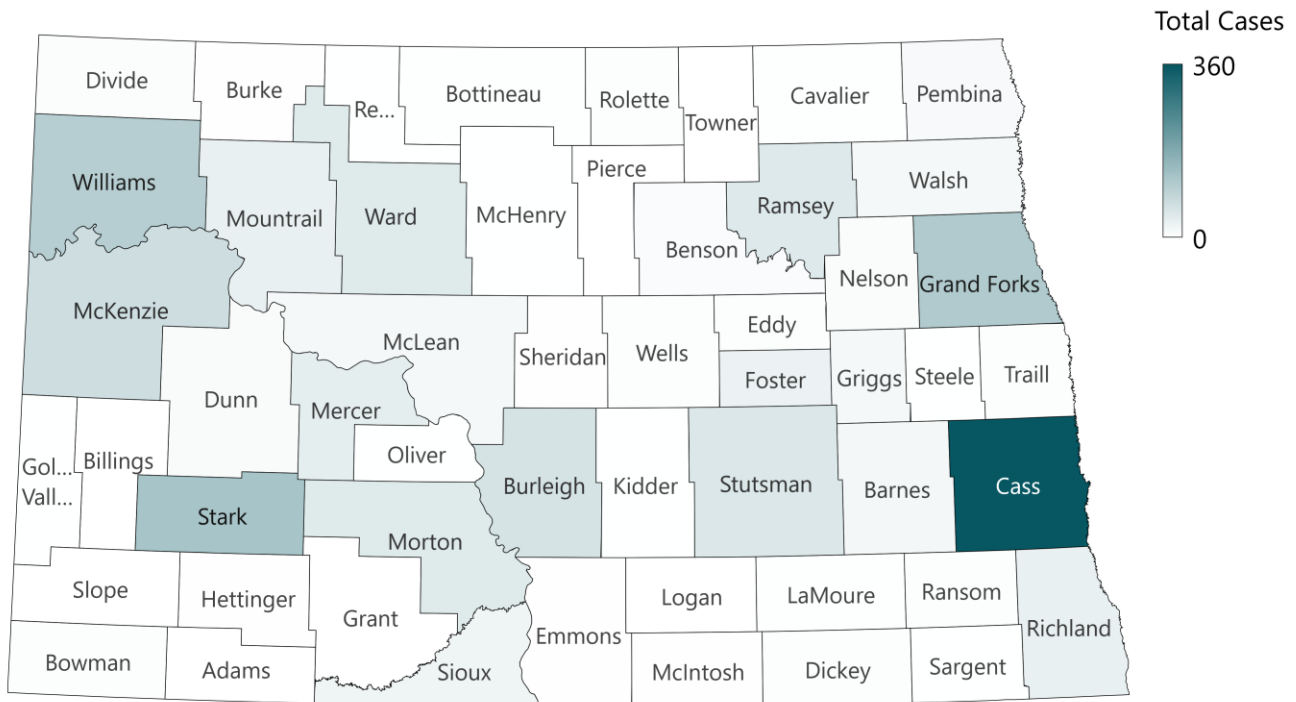 Total Cases
360
0
Divide
Burke
Re...
Bottineau
Rolette
Towner
Cavalier
Pembina
Williams
Mountrail
Ward
McHenry
Pierce
Benson
Ramsey
Walsh
Nelson
Grand Forks
McKenzie
Dunn
McLean
Mercer
Oliver
Sheridan
Wells
Eddy
Foster
Griggs
Steele
Traill
Gol...
Vall...
Billings
Stark
Morton
Burleigh
Kidder
Stutsman
Barnes
Cass
Slope
Hettinger
Grant
Bowman
Adams
Sioux
Emmons
Logan
McIntosh
LaMoure
Dickey
Ransom
Sargent
Richland